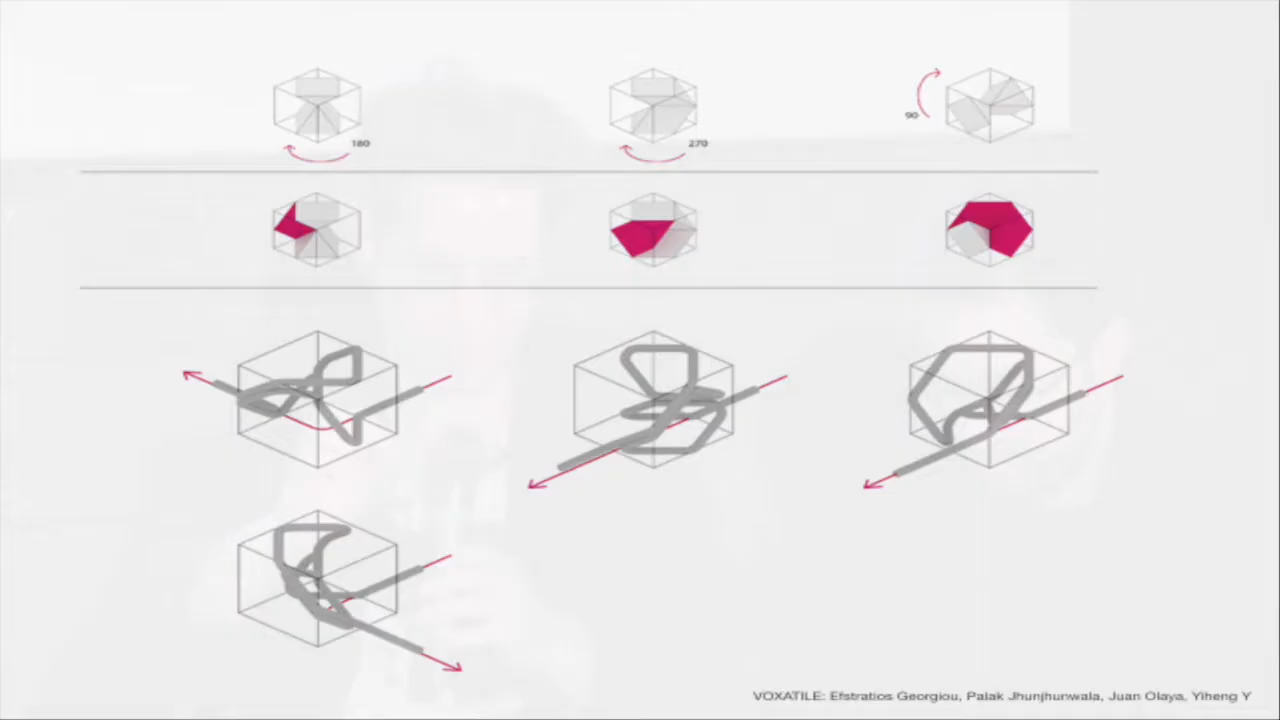 90
180
270
VOXATILE: Efstratios Georgiou, Palak Jhunjhunwala, Juan Olaya, Yiheng Y